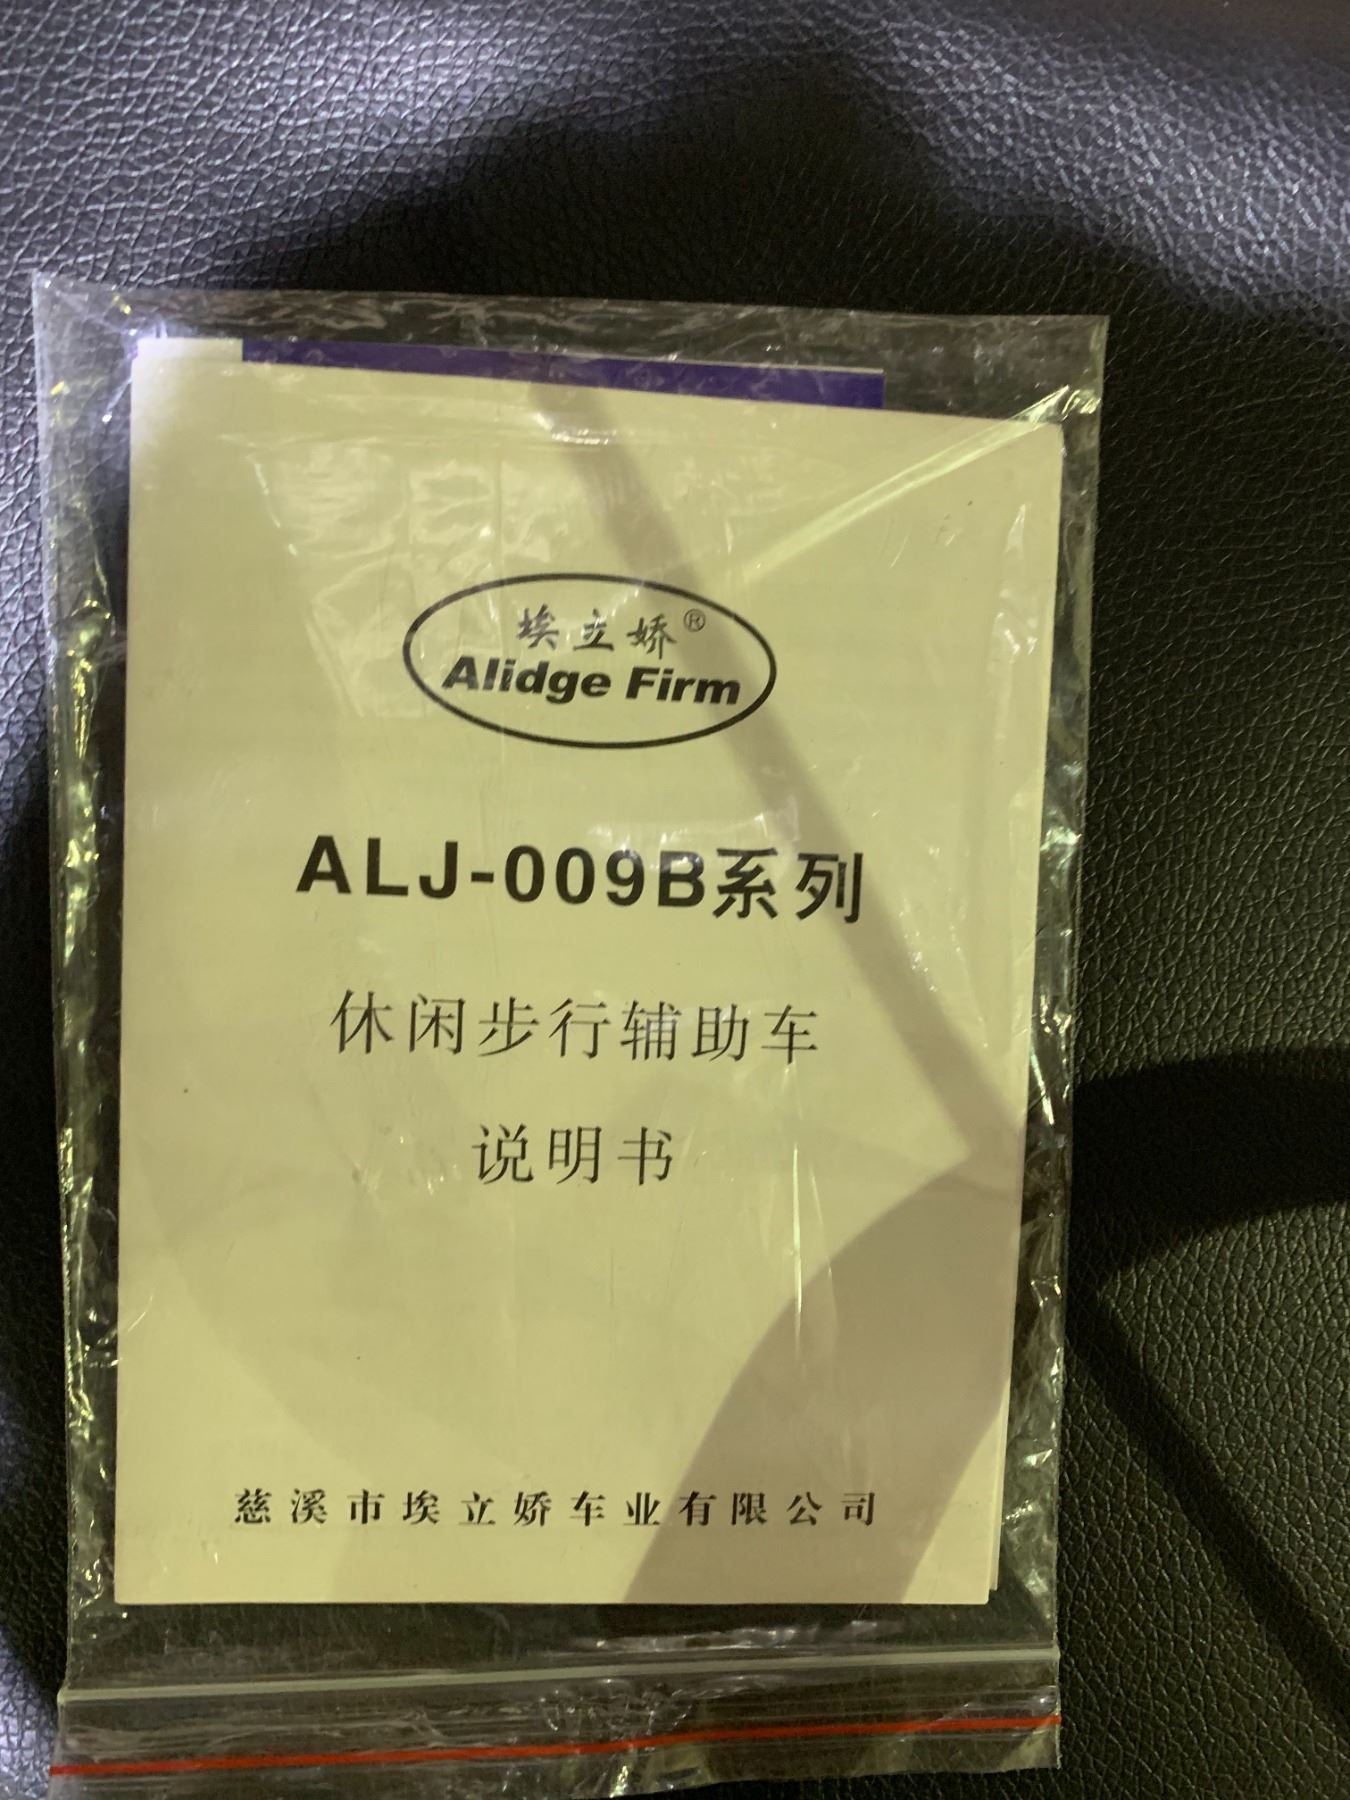 埃立娇®
Alidge Firm
ALJ-009B系列
休闲步行辅助车
说明书
慈溪市埃立娇车业有限公司